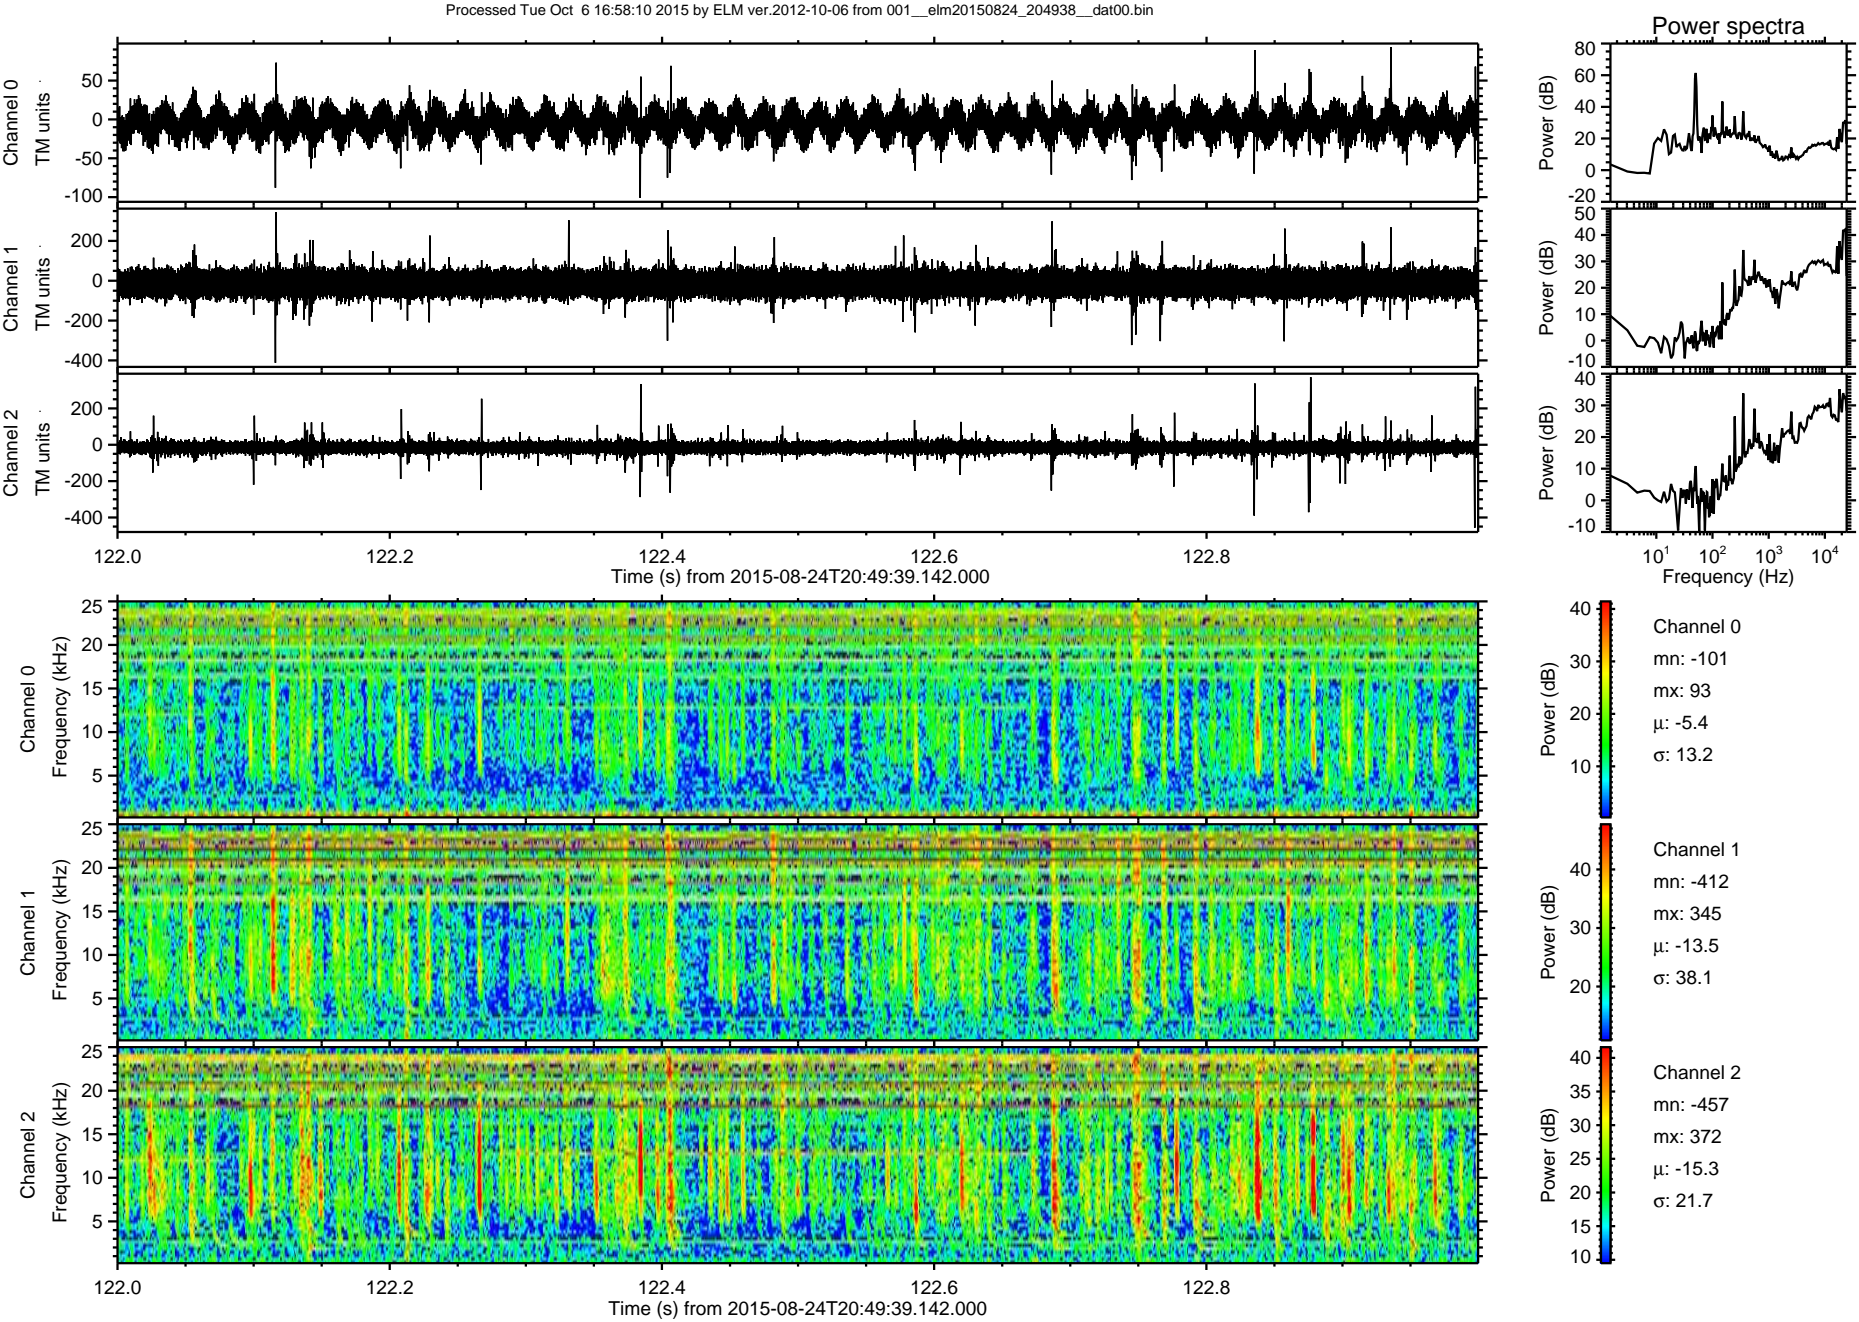 Processed Tue Oct  6 16:58:10 2015 by ELM ver.2012-10-06 from 001__elm20150824_204938__dat00.bin
Power spectra
Channel 0
TM units
50
0
-50
-100
Power (dB)
80
60
40
20
0
-20
Channel 1
TM units
200
0
-200
-400
Power (dB)
50
40
30
20
10
0
-10
Channel 2
TM units
200
0
-200
-400
Power (dB)
40
30
20
10
0
-10
122.0 122.2 122.4 122.6 122.8
Time (s) from 2015-08-24T20:49:39.142.000
10¹ 10² 10³ 10⁴
Frequency (Hz)
Channel 0
Frequency (kHz)
25
20
15
10
5
Power (dB)
40
30
20
10
Channel 0
mn: -101
mx: 93
μ: -5.4
σ: 13.2
Channel 1
Frequency (kHz)
25
20
15
10
5
Power (dB)
40
30
20
Channel 1
mn: -412
mx: 345
μ: -13.5
σ: 38.1
Channel 2
Frequency (kHz)
25
20
15
10
5
Power (dB)
40
35
30
25
20
15
10
Channel 2
mn: -457
mx: 372
μ: -15.3
σ: 21.7
122.0 122.2 122.4 122.6 122.8
Time (s) from 2015-08-24T20:49:39.142.000